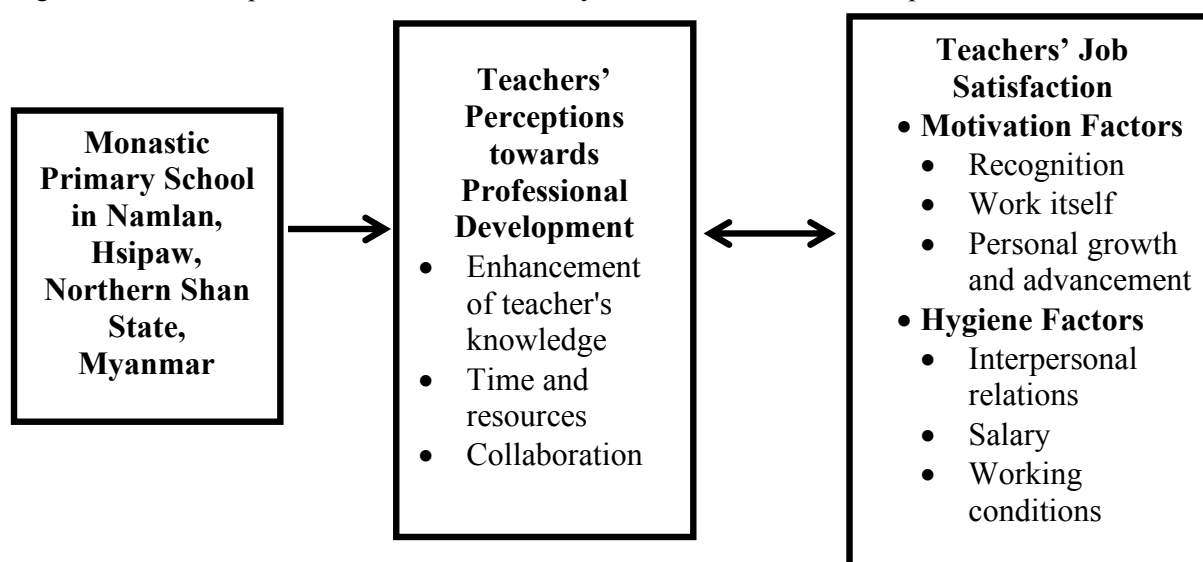 Monastic
Primary School
in Namlan,
Hsipaw,
Northern Shan
State,
Myanmar
Teachers’
Perceptions
towards
Professional
Development
• Enhancement
of teacher's
knowledge
• Time and
resources
• Collaboration
Teachers’ Job
Satisfaction
• Motivation Factors
• Recognition
• Work itself
• Personal growth
and advancement
• Hygiene Factors
• Interpersonal
relations
• Salary
• Working
conditions